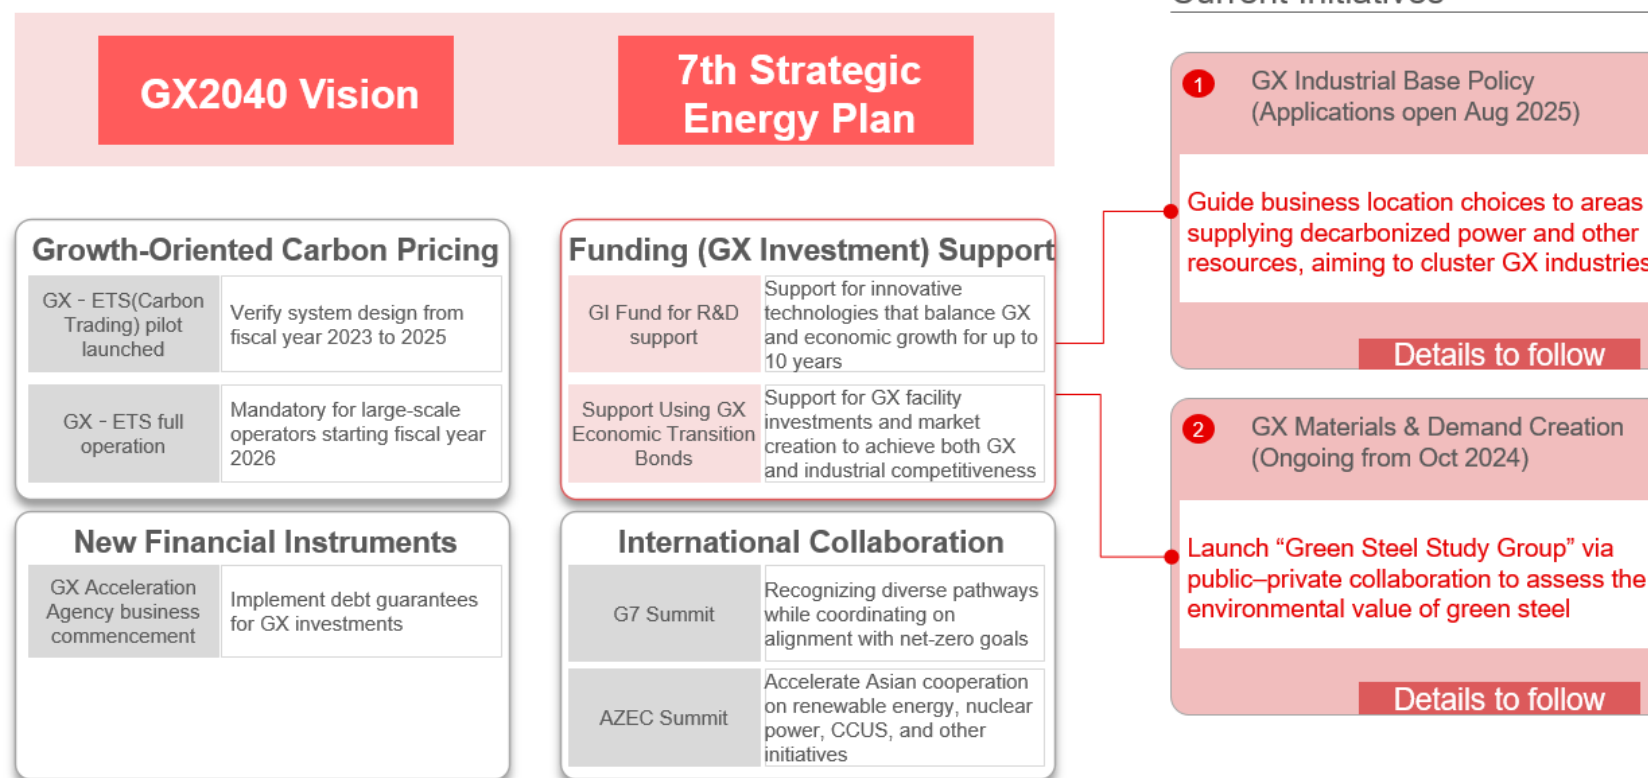 Current Initiatives
GX2040 Vision
7th Strategic
Energy Plan
Growth-Oriented Carbon Pricing
GX - ETS(Carbon
Trading) pilot
launched
Verify system design from
fiscal year 2023 to 2025
GX - ETS full
operation
Mandatory for large-scale
operators starting fiscal year
2026
Funding (GX Investment) Support
GI Fund for R&D
support
Support for innovative
technologies that balance GX
and economic growth for up to
10 years
Support Using GX
Economic Transition
Bonds
Support for GX facility
investments and market
creation to achieve both GX
and industrial competitiveness
New Financial Instruments
GX Acceleration
Agency business
commencement
Implement debt guarantees
for GX investments
International Collaboration
G7 Summit
Recognizing diverse pathways
while coordinating on
alignment with net-zero goals
AZEC Summit
Accelerate Asian cooperation
on renewable energy, nuclear
power, CCUS, and other
initiatives
1
GX Industrial Base Policy
(Applications open Aug 2025)
Guide business location choices to areas
supplying decarbonized power and other
resources, aiming to cluster GX industries
Details to follow
2
GX Materials & Demand Creation
(Ongoing from Oct 2024)
Launch “Green Steel Study Group” via
public–private collaboration to assess the
environmental value of green steel
Details to follow